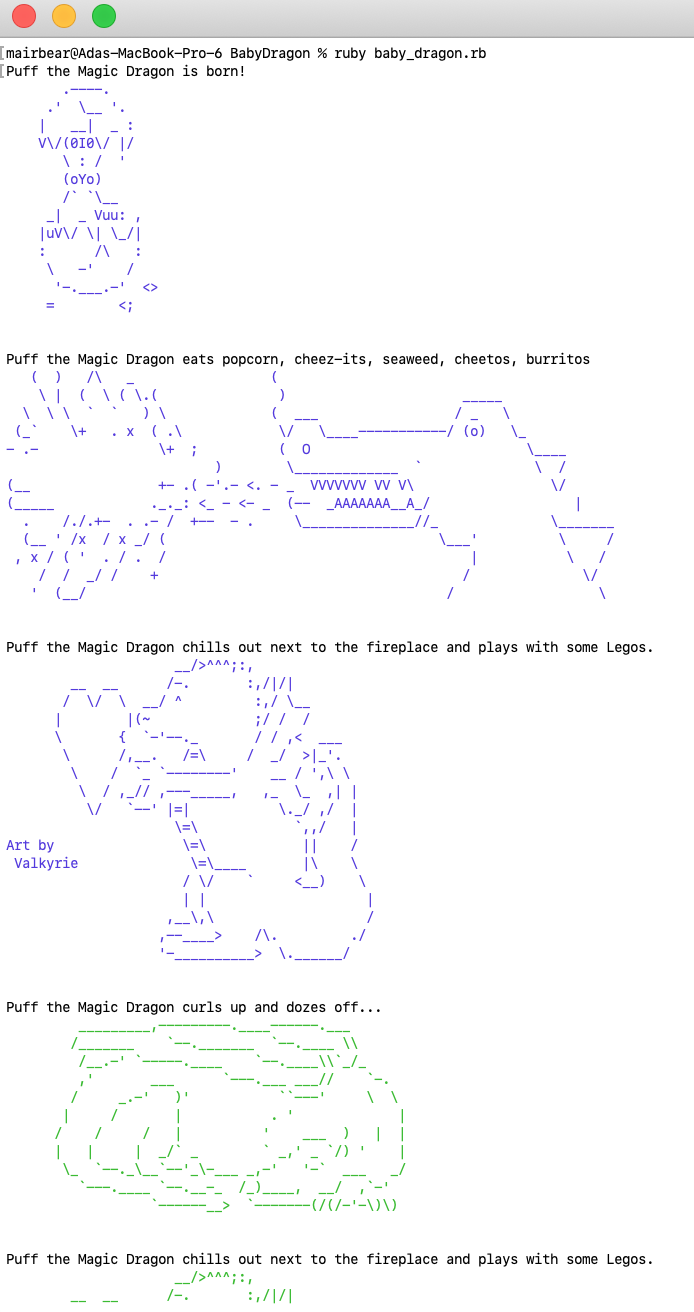 mairbear@Adas-MacBook-Pro-6 BabyDragon % ruby baby_dragon.rb
Puff the Magic Dragon is born!
Puff the Magic Dragon eats popcorn, cheez-its, seaweed, cheetos, burritos
Puff the Magic Dragon chills out next to the fireplace and plays with some Legos.
Art by
Valkyrie
Puff the Magic Dragon curls up and dozes off...
Puff the Magic Dragon chills out next to the fireplace and plays with some Legos.